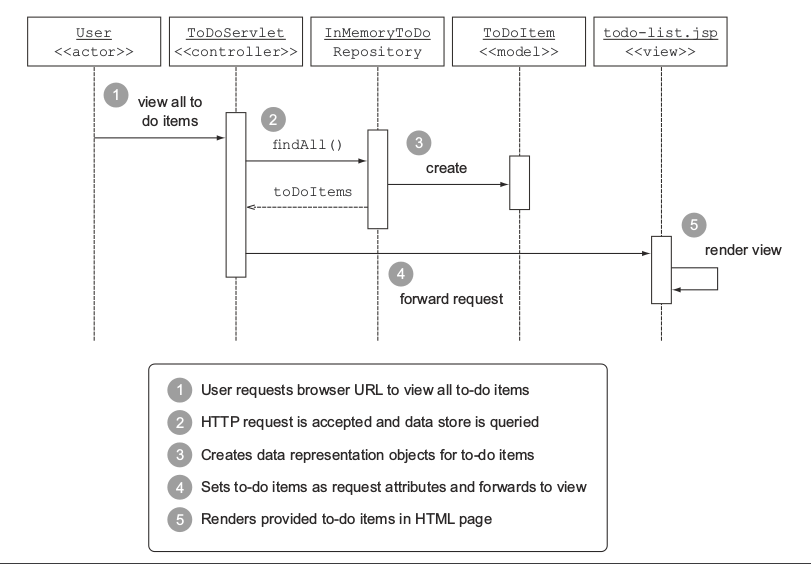 User
<<actor>>
ToDoServlet
<<controller>>
InMemoryToDo
Repository
ToDoItem
<<model>>
todo-list.jsp
<<view>>
1
view all to
do items
2
findAll()
3
create
toDoItems
5
render view
4
forward request
1 User requests browser URL to view all to-do items
2 HTTP request is accepted and data store is queried
3 Creates data representation objects for to-do items
4 Sets to-do items as request attributes and forwards to view
5 Renders provided to-do items in HTML page